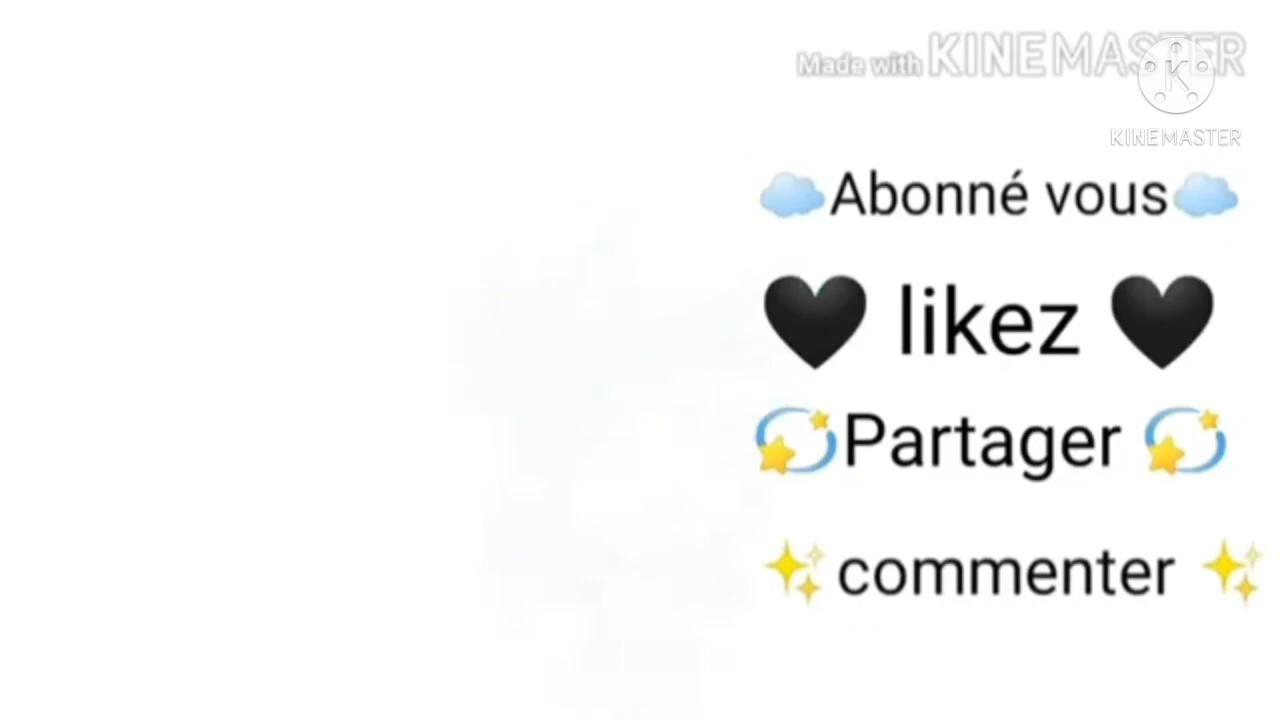 Made with KINEMASTER
K
KINEMASTER
☁️Abonné vous☁️
🖤 likez 🖤
💫Partager 💫
✨commenter ✨